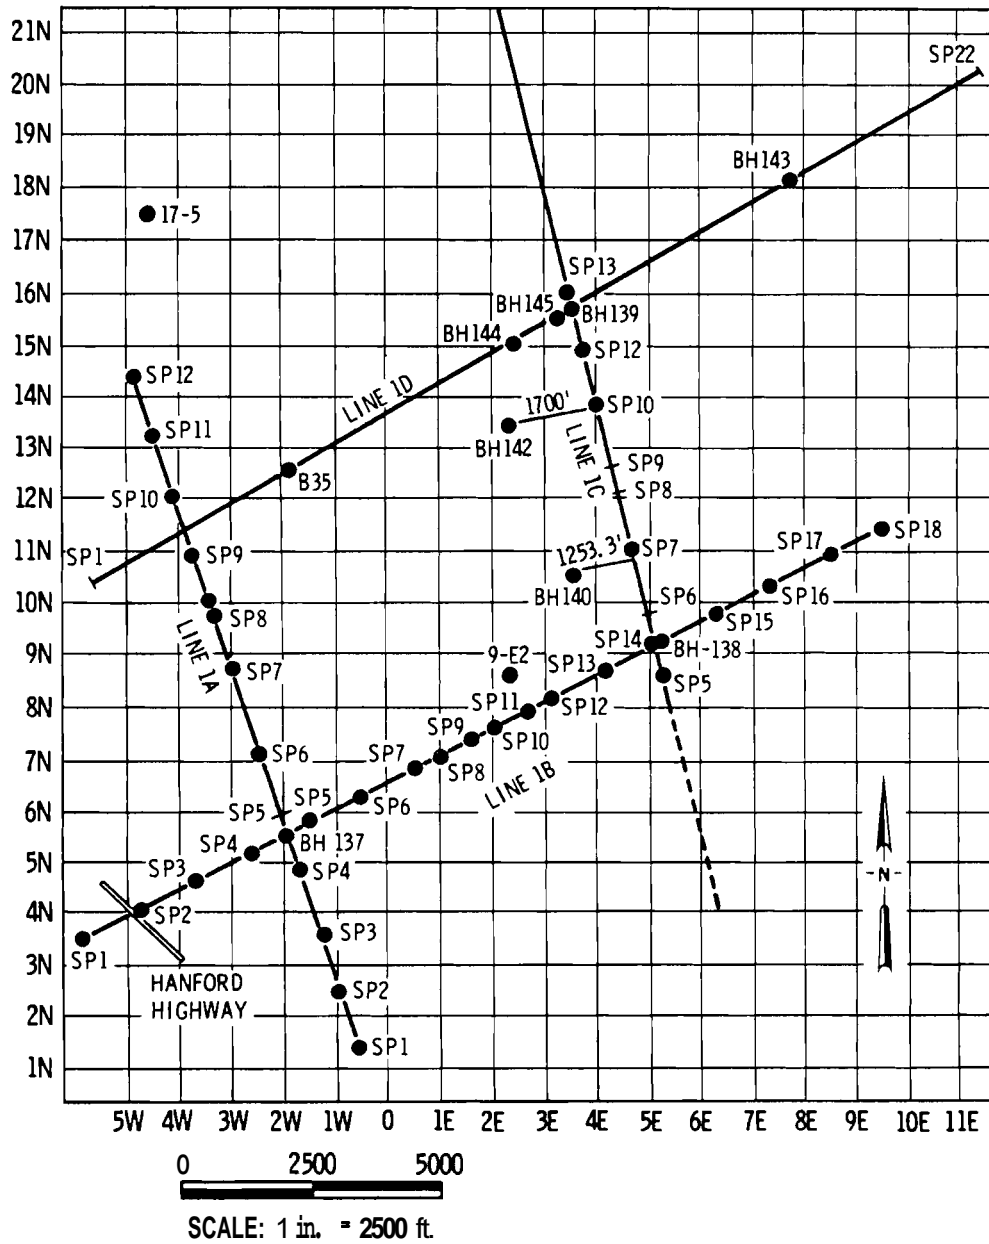 21N
SP22
20N
19N
BH143
18N
17-5
17N
SP13
16N
BH145
BH139
BH144
15N
SP12
SP12
14N
LINE 1D
1700'
SP10
SP11
13N
BH142
LINE 1C
SP9
B35
SP10
12N
SP8
SP17
SP18
SP1
11N
SP9
1253.3'
SP7
SP16
10N
BH140
SP6
SP8
SP15
LINE 1A
SP14
9N
9-E2
SP13
BH-138
SP7
SP5
SP11
SP12
8N
SP9
SP10
SP7
SP6
7N
SP8
LINE 1B
SP5
SP5
SP6
6N
SP4
BH 137
SP3
5N
SP4
-N-
4N
SP2
SP3
SP1
3N
HANFORD
HIGHWAY
SP2
2N
SP1
1N
5W 4W 3W 2W 1W 0 1E 2E 3E 4E 5E 6E 7E 8E 9E 10E 11E
0 2500 5000
SCALE: 1 in. = 2500 ft.